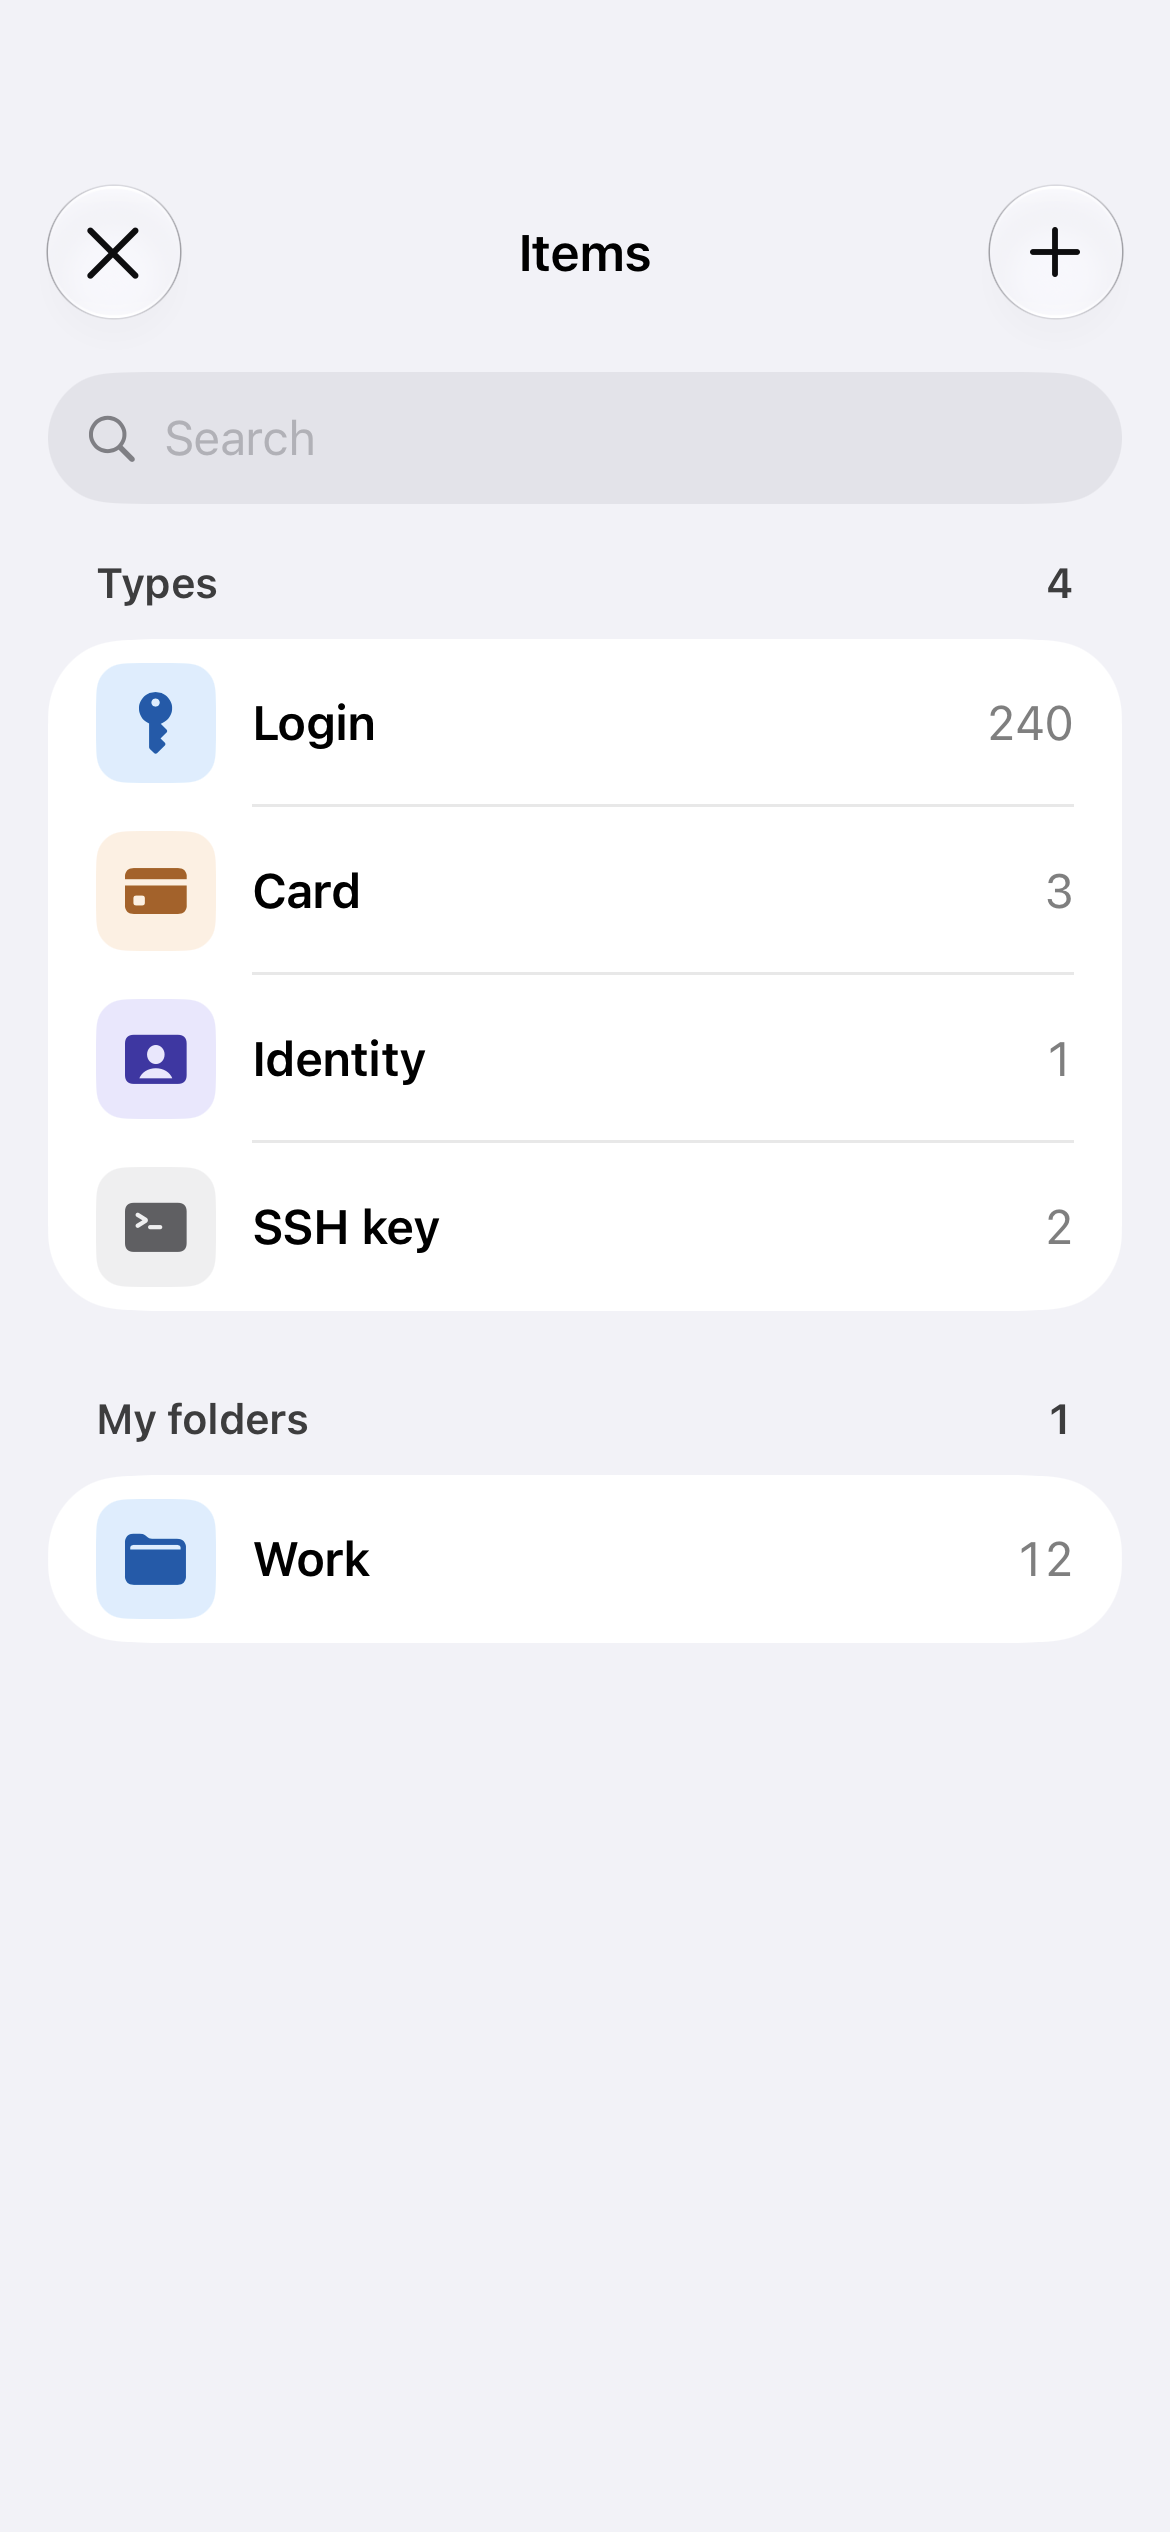 Items
Search
Types 4
Login 240
Card 3
Identity 1
SSH key 2
My folders 1
Work 12